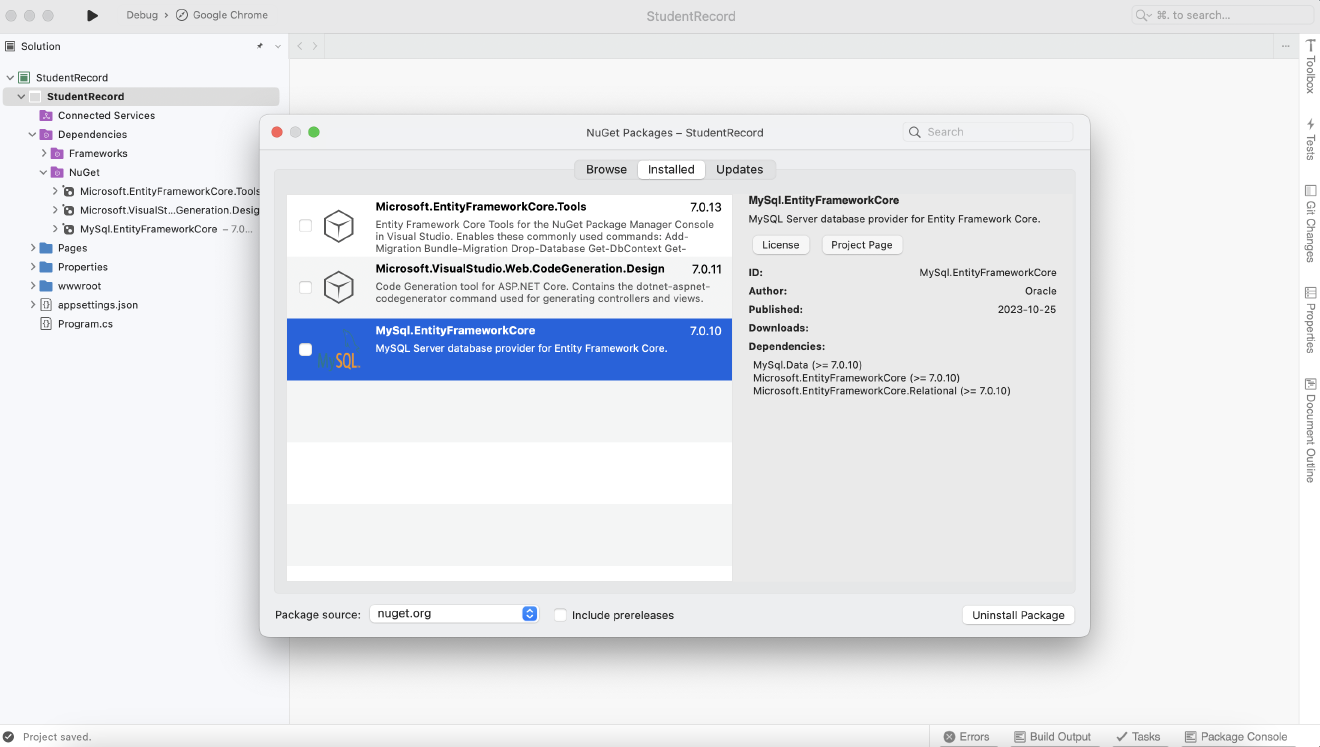 Debug › Google Chrome
StudentRecord
⌘. to search...
Solution
StudentRecord
StudentRecord
Connected Services
Dependencies
Frameworks
NuGet
Microsoft.EntityFrameworkCore.Tools
Microsoft.VisualSt...Generation.Desig
MySql.EntityFrameworkCore – 7.0...
Pages
Properties
wwwroot
appsettings.json
Program.cs
NuGet Packages – StudentRecord
Search
Browse
Installed
Updates
Microsoft.EntityFrameworkCore.Tools 7.0.13
Entity Framework Core Tools for the NuGet Package Manager Console
in Visual Studio. Enables these commonly used commands: Add-
Migration Bundle-Migration Drop-Database Get-DbContext Get-
Microsoft.VisualStudio.Web.CodeGeneration.Design 7.0.11
Code Generation tool for ASP.NET Core. Contains the dotnet-aspnet-
codegenerator command used for generating controllers and views.
MySQL
MySql.EntityFrameworkCore 7.0.10
MySQL Server database provider for Entity Framework Core.
MySql.EntityFrameworkCore
MySQL Server database provider for Entity Framework Core.
License
Project Page
ID: MySql.EntityFrameworkCore
Author: Oracle
Published: 2023-10-25
Downloads:
Dependencies:
MySql.Data (>= 7.0.10)
Microsoft.EntityFrameworkCore (>= 7.0.10)
Microsoft.EntityFrameworkCore.Relational (>= 7.0.10)
Package source: nuget.org
Include prereleases
Uninstall Package
Toolbox
Tests
Git Changes
Properties
Document Outline
Project saved.
Errors
Build Output
Tasks
Package Console